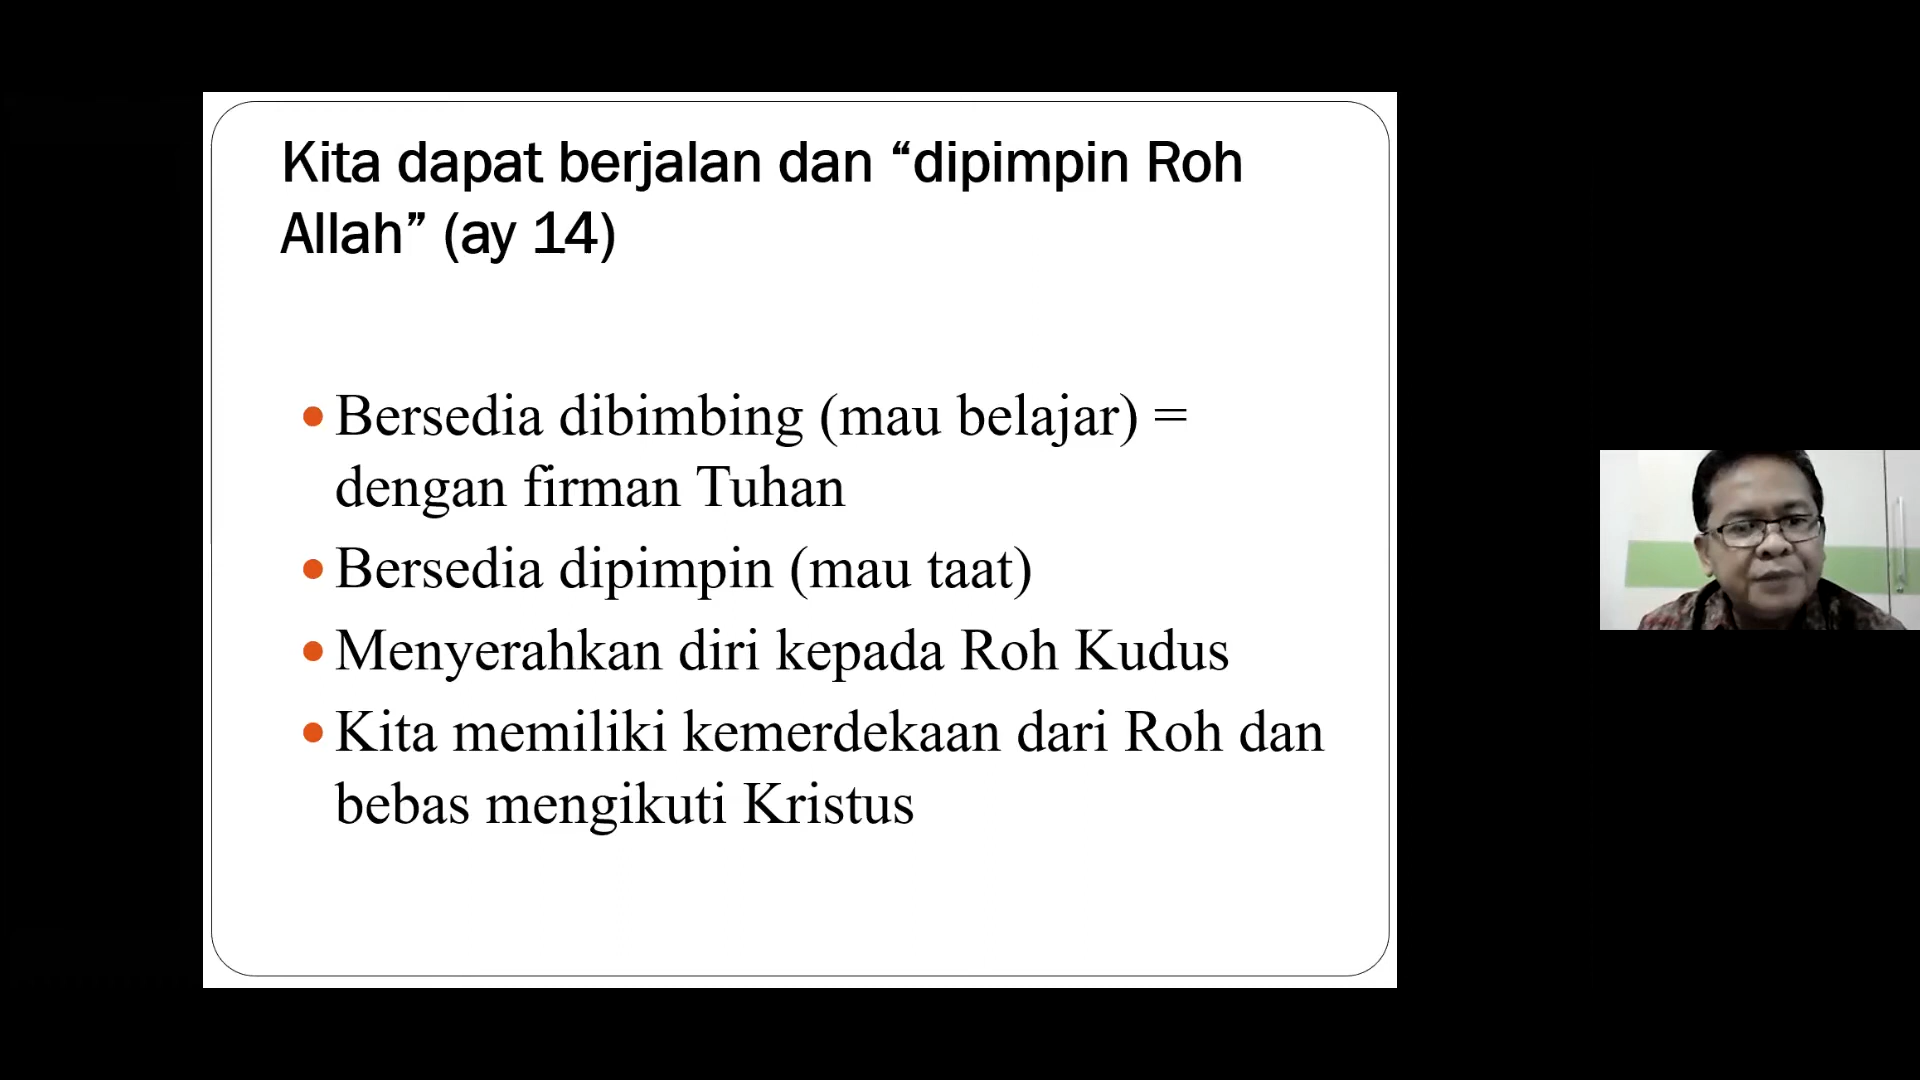 Kita dapat berjalan dan “dipimpin Roh
Allah” (ay 14)
• Bersedia dibimbing (mau belajar) =
dengan firman Tuhan
• Bersedia dipimpin (mau taat)
• Menyerahkan diri kepada Roh Kudus
• Kita memiliki kemerdekaan dari Roh dan
bebas mengikuti Kristus